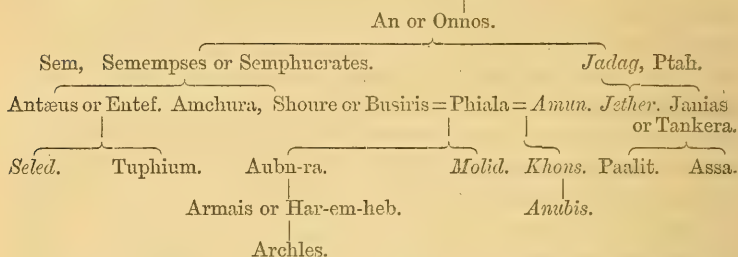 An or Onnos.
Sem, Semempses or Semphucrates. Jadag, Ptah.
Antæus or Entef. Amchura, Shoure or Busiris = Phiala = Amun. Jether. Janias
or Tankera.
Seled. Tuphium. Aubn-ra. Molid. Khons. Paalit. Assa.
Armais or Har-em-heb. Anubis.
Archles.